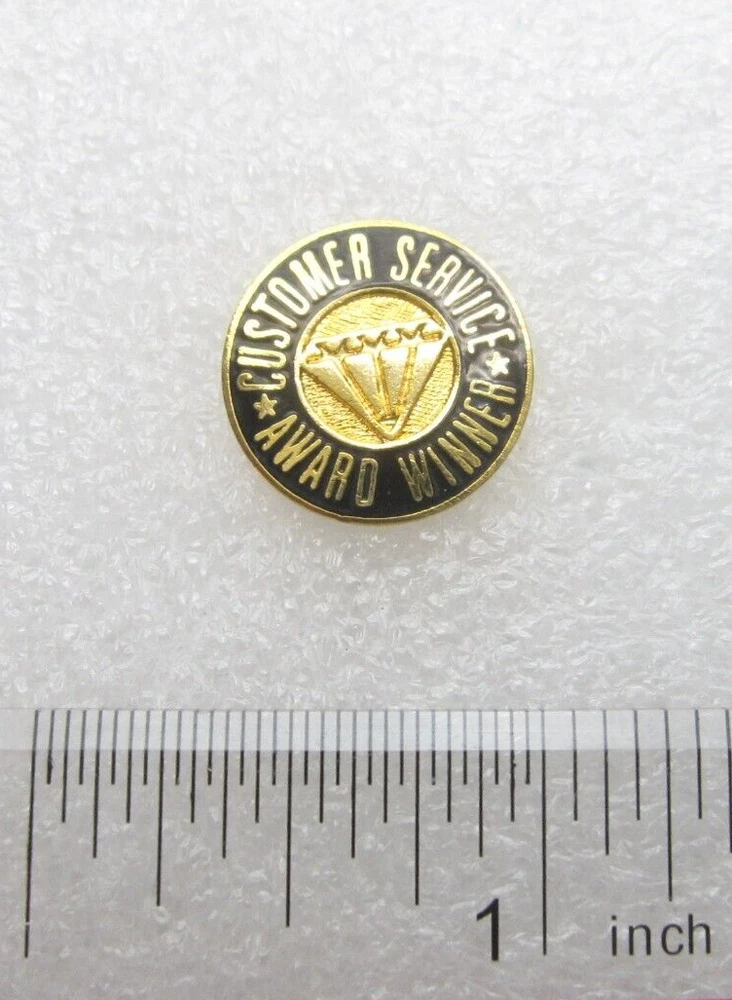 CUSTOMER SERVICE
AWARD WINNER
1 inch